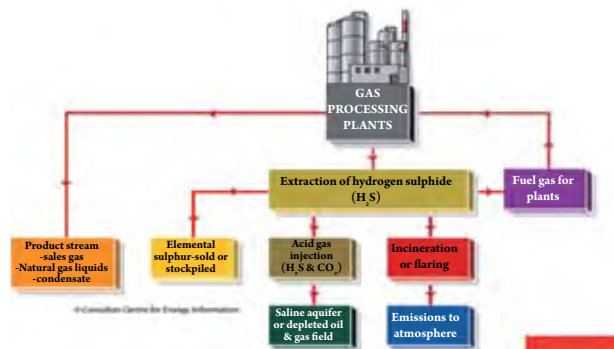 GAS
PROCESSING
PLANTS
Extraction of hydrogen sulphide
(H₂S)
Fuel gas for
plants
Product stream
-sales gas
-Natural gas liquids
-condensate
Elemental
sulphur-sold or
stockpiled
Acid gas
injection
(H₂S & CO₂)
Incineration
or flaring
© Canadian Centre for Energy Information
Saline aquifer
or depleted oil
& gas field
Emissions to
atmosphere